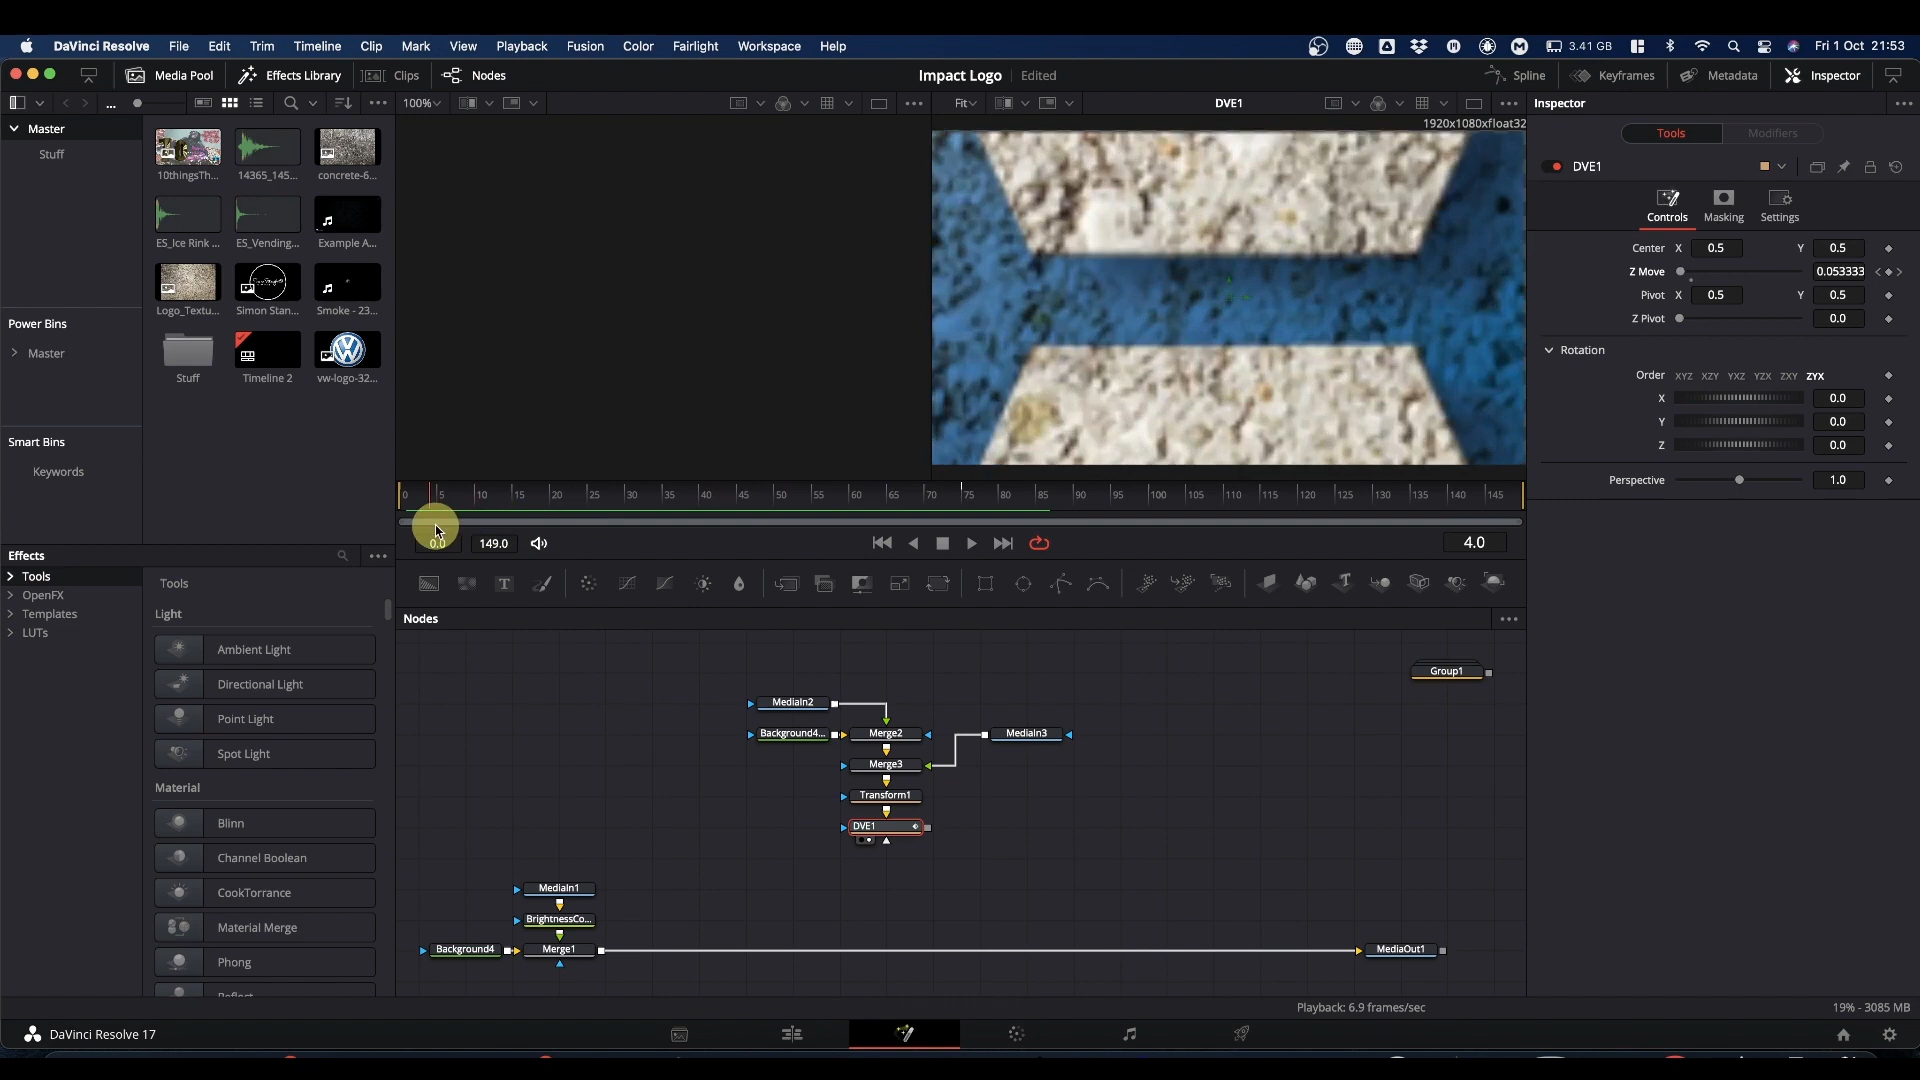 DaVinci Resolve File Edit Trim Timeline Clip Mark View Playback Fusion Color Fairlight Workspace Help 3.41 GB Fri 1 Oct 21:53
Media Pool Effects Library Clips Nodes Impact Logo Edited Spline Keyframes Metadata Inspector
... 100% Fit DVE1 Inspector
1920x1080xfloat32
Master
Stuff
Tools Modifiers
10thingsTh... 14365_145... concrete-6...
DVE1
Controls Masking Settings
ES_Ice Rink ... ES_Vending... Example A...
Center X 0.5 Y 0.5
Z Move 0.053333
Pivot X 0.5 Y 0.5
Logo_Textu... Simon Stan... Smoke - 23...
Z Pivot 0.0
Power Bins
Master
Rotation
Stuff Timeline 2 vw-logo-32...
Order XYZ XZY YXZ YZX ZXY ZYX
X 0.0
Y 0.0
Z 0.0
Smart Bins
Keywords
Perspective 1.0
0 5 10 15 20 25 30 35 40 45 50 55 60 65 70 75 80 85 90 95 100 105 110 115 120 125 130 135 140 145
0.0 149.0 4.0
Effects
Tools
OpenFX
Templates
LUTs
Tools
Light
Ambient Light
Directional Light
Point Light
Spot Light
Material
Blinn
Channel Boolean
CookTorrance
Material Merge
Phong
Reflect
Nodes
Group1
MediaIn2
Background4... Merge2 MediaIn3
Merge3
Transform1
DVE1
MediaIn1
BrightnessCo...
Background4 Merge1 MediaOut1
Playback: 6.9 frames/sec 19% - 3085 MB
DaVinci Resolve 17